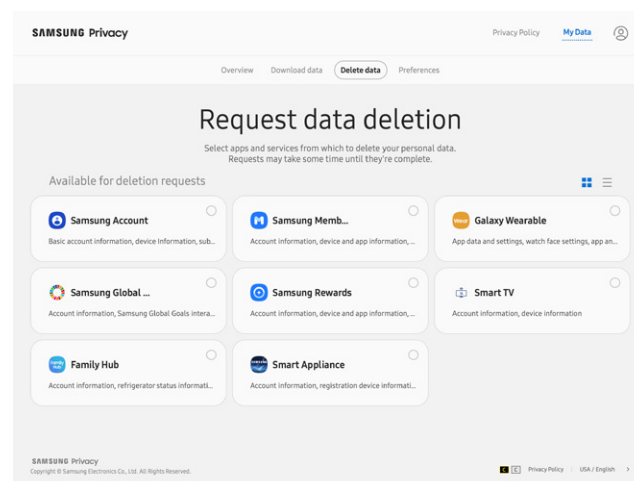 SAMSUNG Privacy
Privacy Policy
My Data
Overview
Download data
Delete data
Preferences
Request data deletion
Select apps and services from which to delete your personal data.
Requests may take some time until they're complete.
Available for deletion requests
Samsung Account
Basic account information, device Information, sub...
Samsung Memb...
Account information, device and app information, ...
Galaxy Wearable
App data and settings, watch face settings, app an...
Samsung Global ...
Account information, Samsung Global Goals intera...
Samsung Rewards
Account information, device and app information, ...
Smart TV
Account information, device information
Family Hub
Account information, refrigerator status informati...
Smart Appliance
Account information, registration device informati...
SAMSUNG Privacy
Copyright © Samsung Electronics Co., Ltd. All Rights Reserved.
C C Privacy Policy | USA / English >